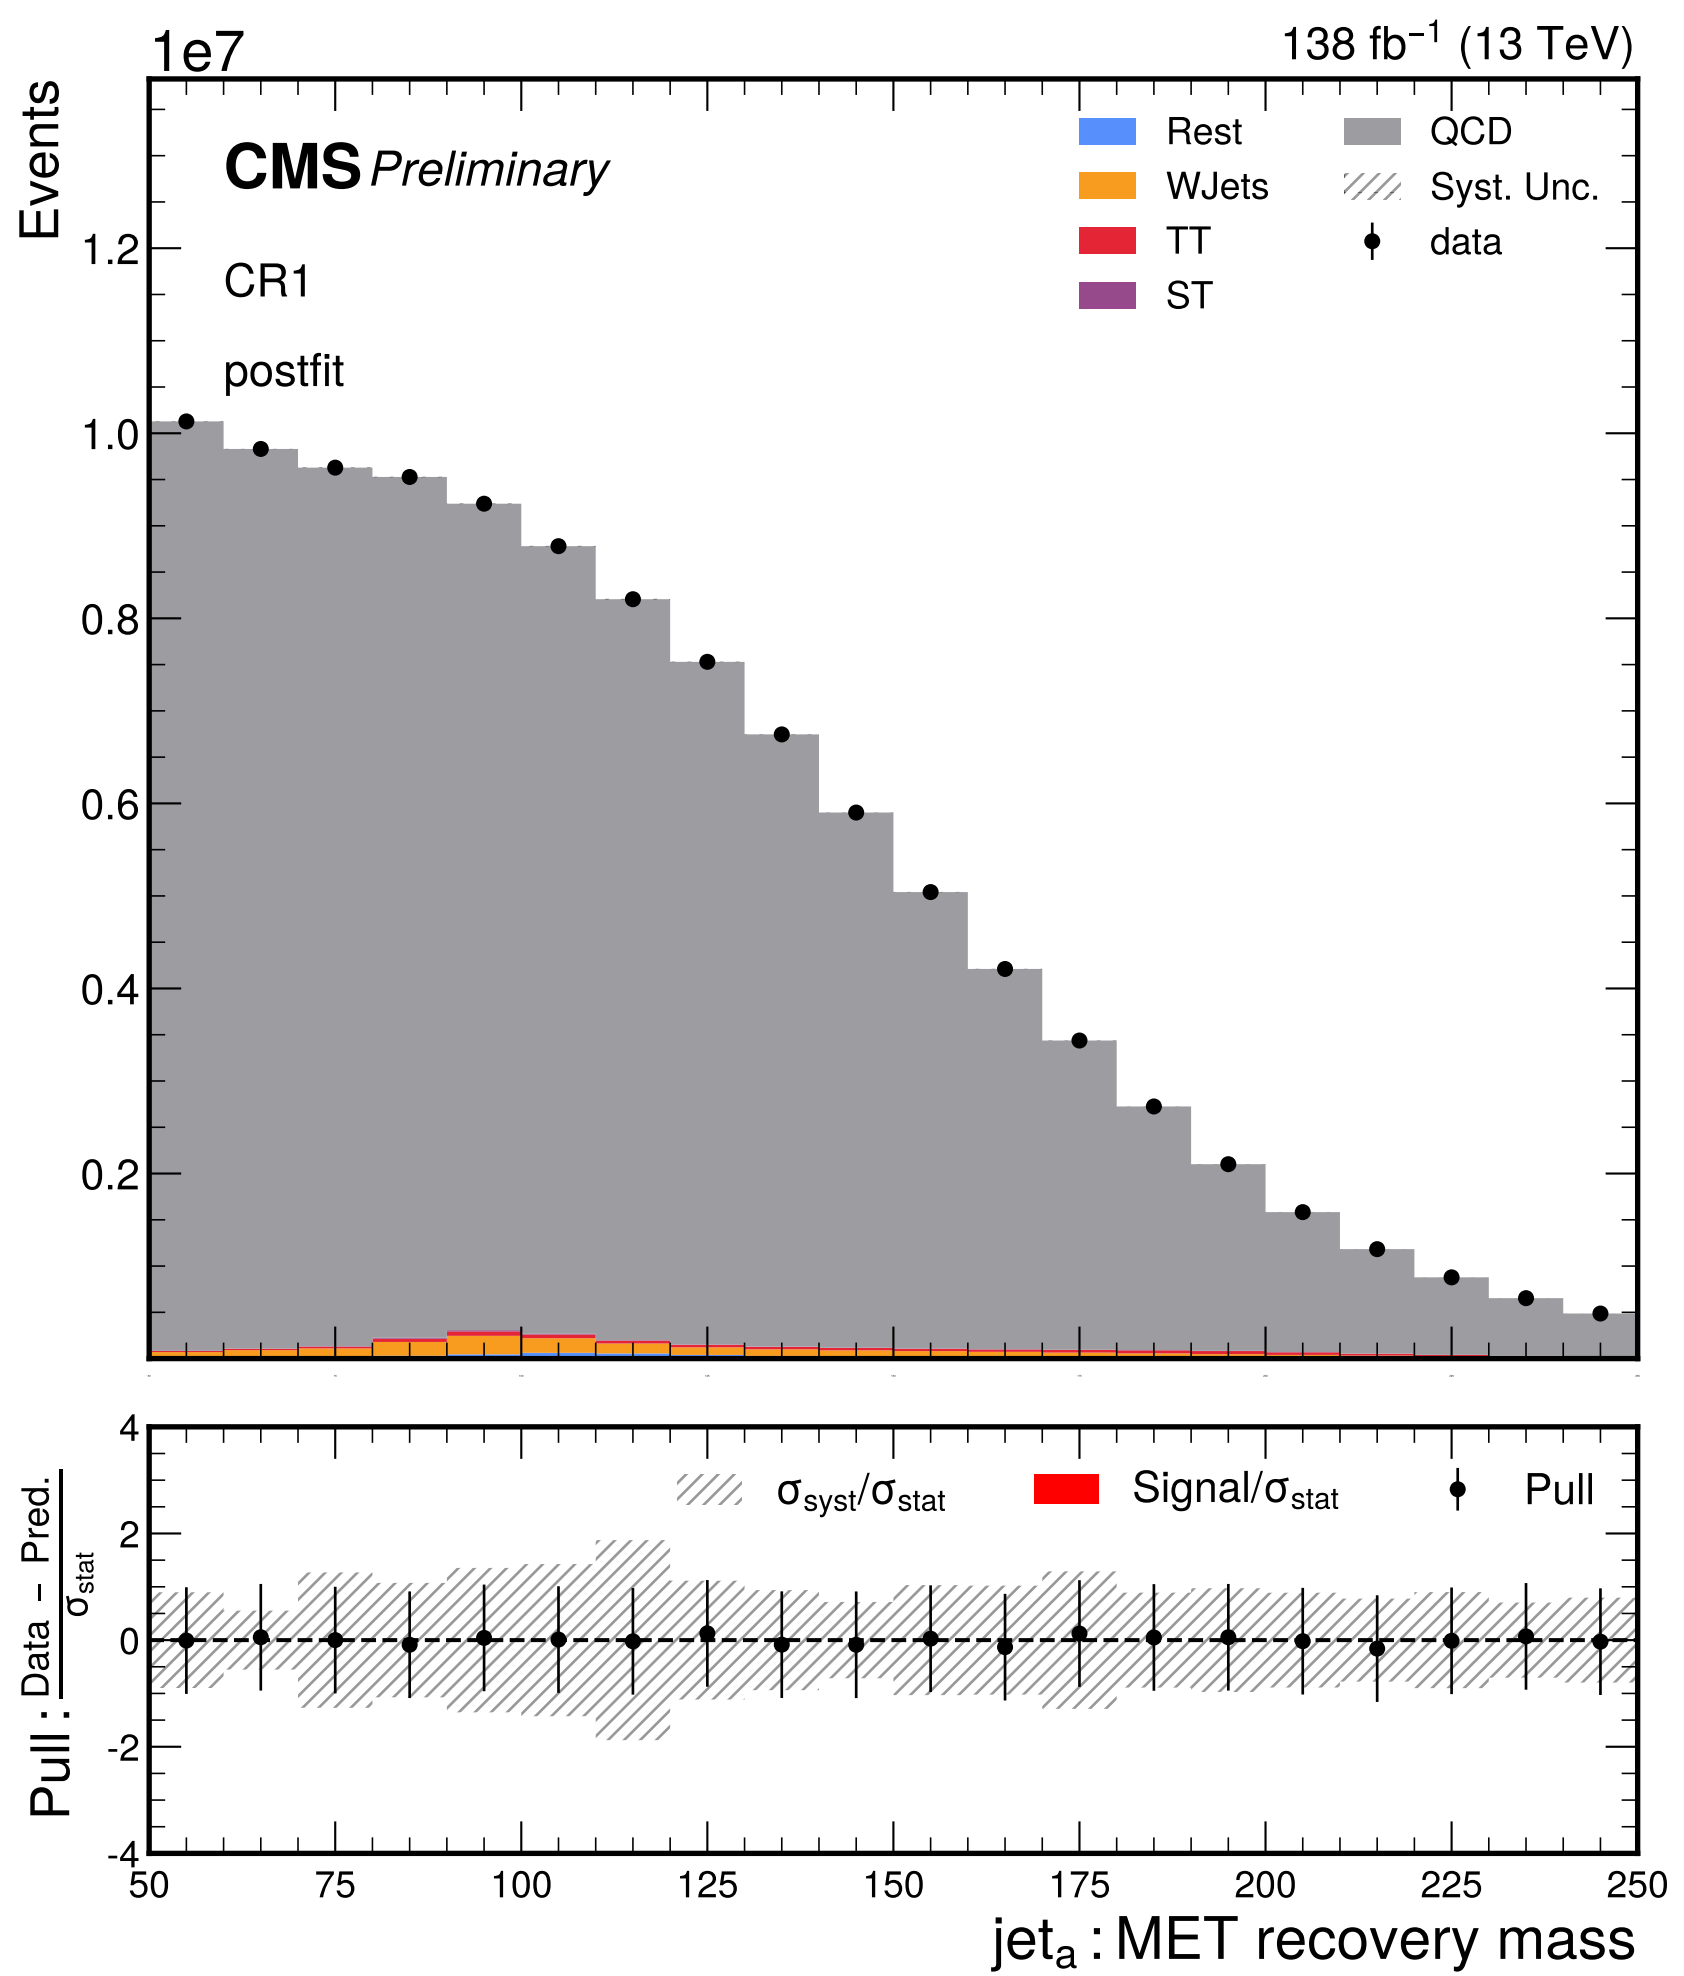 1e7
138 fb⁻¹ (13 TeV)
Events
CMS Preliminary
CR1
postfit
Rest
WJets
TT
ST
QCD
Syst. Unc.
data
1.2
1.0
0.8
0.6
0.4
0.2
Pull : Data − Pred.
σstat
4
2
0
-2
-4
σsyst/σstat
Signal/σstat
Pull
50 75 100 125 150 175 200 225 250
jetₐ : MET recovery mass